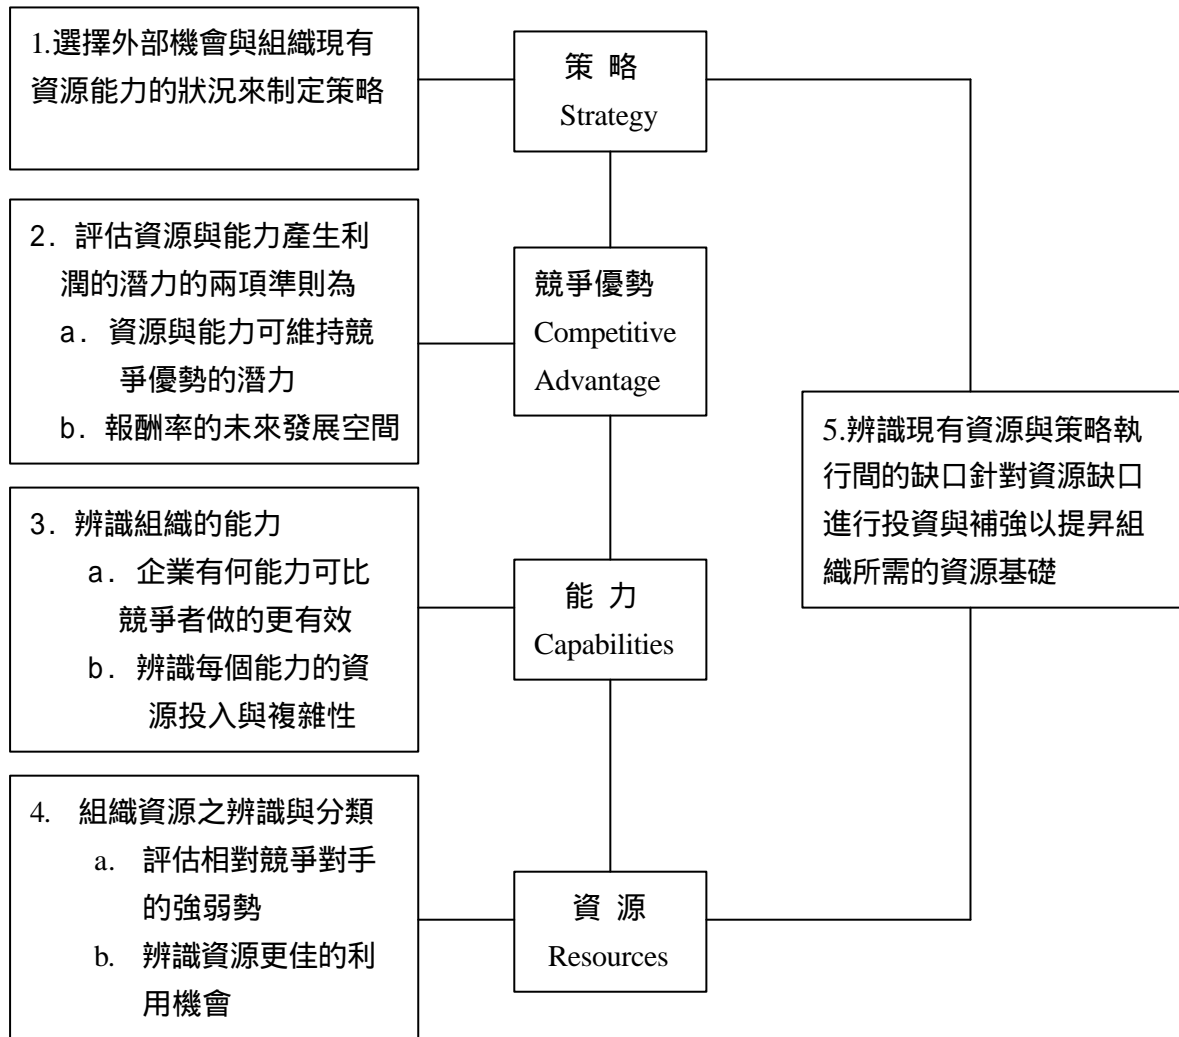 1.選擇外部機會與組織現有
資源能力的狀況來制定策略
策 略
Strategy
2. 評估資源與能力產生利
潤的潛力的兩項準則為
a. 資源與能力可維持競
爭優勢的潛力
b. 報酬率的未來發展空間
競爭優勢
Competitive
Advantage
3. 辨識組織的能力
a. 企業有何能力可比
競爭者做的更有效
b. 辨識每個能力的資
源投入與複雜性
能 力
Capabilities
4. 組織資源之辨識與分類
a. 評估相對競爭對手
的強弱勢
b. 辨識資源更佳的利
用機會
資 源
Resources
5.辨識現有資源與策略執
行間的缺口針對資源缺口
進行投資與補強以提昇組
織所需的資源基礎